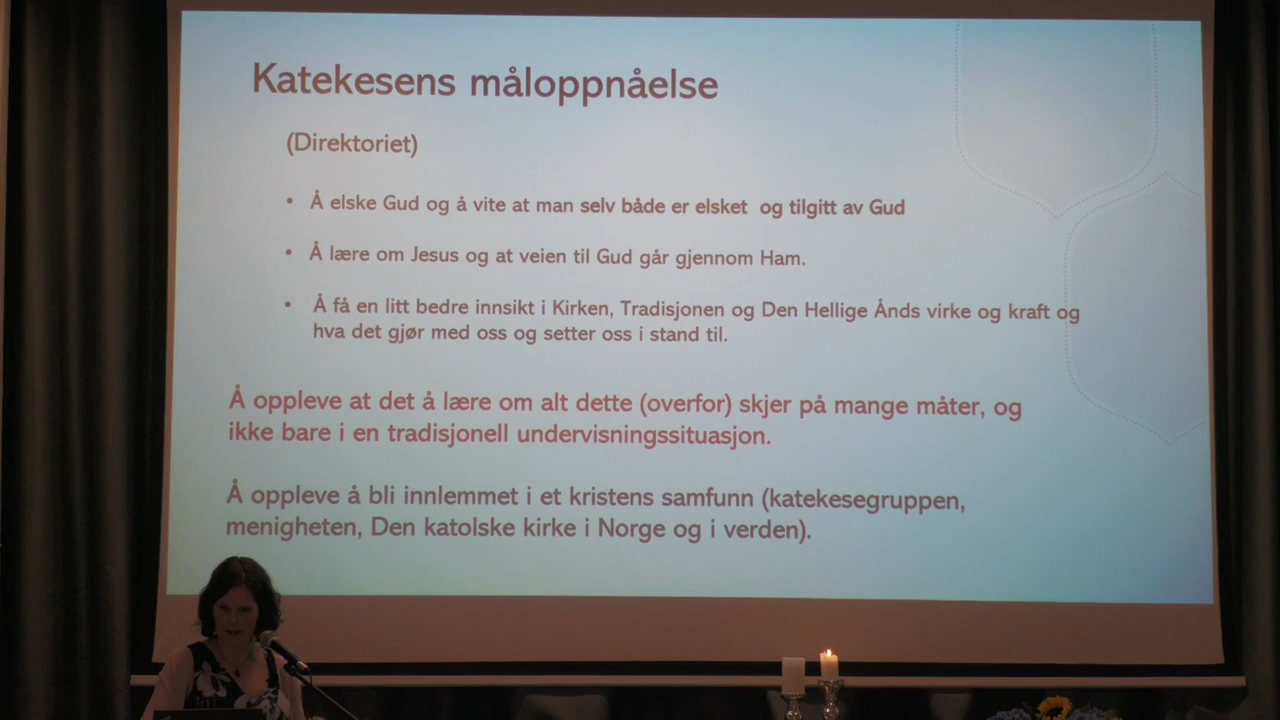 Katekesens måloppnåelse
(Direktoriet)
• Å elske Gud og å vite at man selv både er elsket og tilgitt av Gud
• Å lære om Jesus og at veien til Gud går gjennom Ham.
• Å få en litt bedre innsikt i Kirken, Tradisjonen og Den Hellige Ånds virke og kraft og
hva det gjør med oss og setter oss i stand til.
Å oppleve at det å lære om alt dette (overfor) skjer på mange måter, og
ikke bare i en tradisjonell undervisningssituasjon.
Å oppleve å bli innlemmet i et kristens samfunn (katekesegruppen,
menigheten, Den katolske kirke i Norge og i verden).